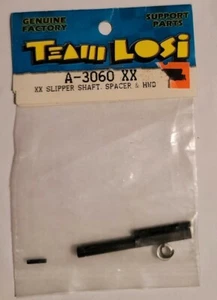 GENUINE FACTORY
SUPPORT PARTS
TEAM LOSI
A-3060 XX
XX SLIPPER SHAFT, SPACER & HWD